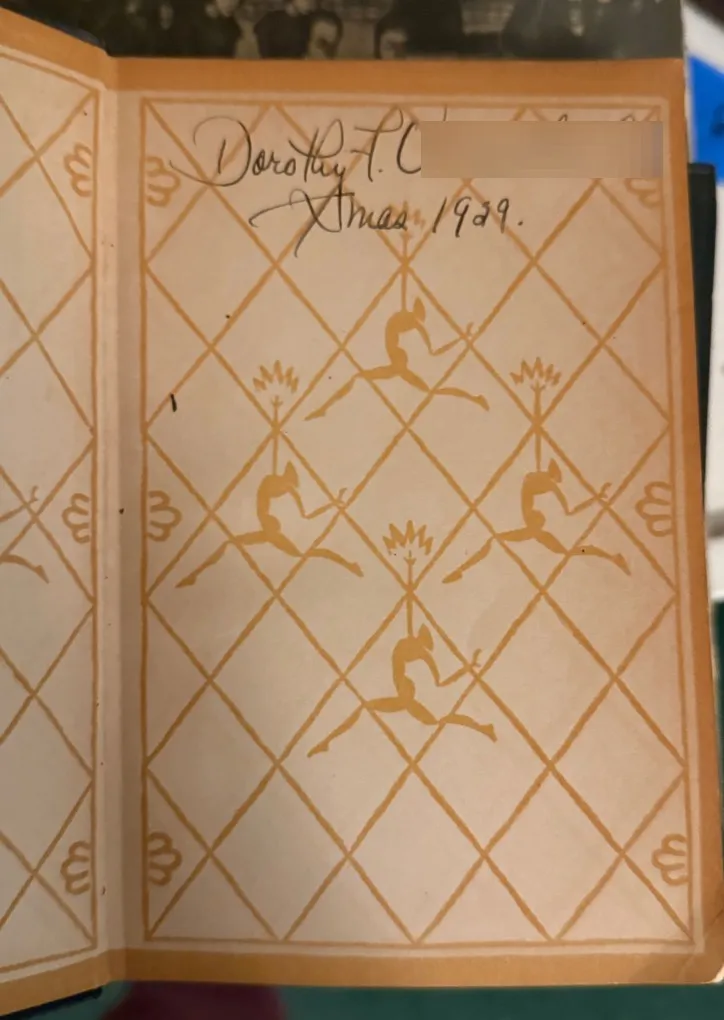 Dorothy F.
Xmas 1929.